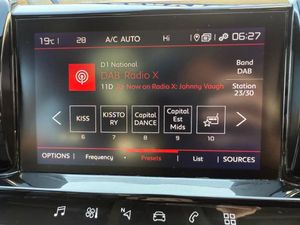 19°c 28 A/C AUTO Hi 06:27
D1 National
DAB Radio X
11D Now on Radio X: Johnny Vaugh
Band
DAB
Station
23/30
KISS
KISSTO
RY
Capital
DANCE
Capital
Est
Mids
6 7 8 9 10
OPTIONS Frequency Presets List SOURCES